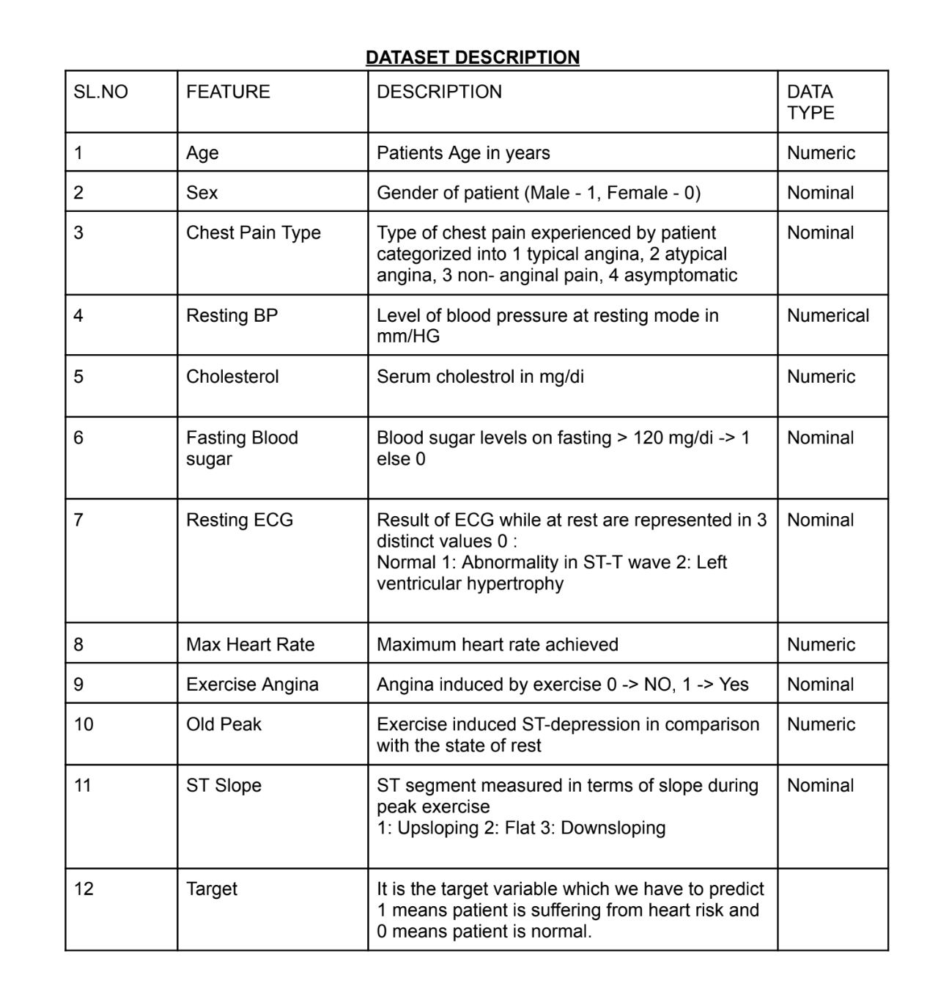 DATASET DESCRIPTION
SL.NO FEATURE DESCRIPTION DATA
TYPE
1 Age Patients Age in years Numeric
2 Sex Gender of patient (Male - 1, Female - 0) Nominal
3 Chest Pain Type Type of chest pain experienced by patient Nominal
categorized into 1 typical angina, 2 atypical
angina, 3 non- anginal pain, 4 asymptomatic
4 Resting BP Level of blood pressure at resting mode in Numerical
mm/HG
5 Cholesterol Serum cholestrol in mg/di Numeric
6 Fasting Blood Blood sugar levels on fasting > 120 mg/di -> 1 Nominal
sugar else 0
7 Resting ECG Result of ECG while at rest are represented in 3 Nominal
distinct values 0 :
Normal 1: Abnormality in ST-T wave 2: Left
ventricular hypertrophy
8 Max Heart Rate Maximum heart rate achieved Numeric
9 Exercise Angina Angina induced by exercise 0 -> NO, 1 -> Yes Nominal
10 Old Peak Exercise induced ST-depression in comparison Numeric
with the state of rest
11 ST Slope ST segment measured in terms of slope during Nominal
peak exercise
1: Upsloping 2: Flat 3: Downsloping
12 Target It is the target variable which we have to predict
1 means patient is suffering from heart risk and
0 means patient is normal.